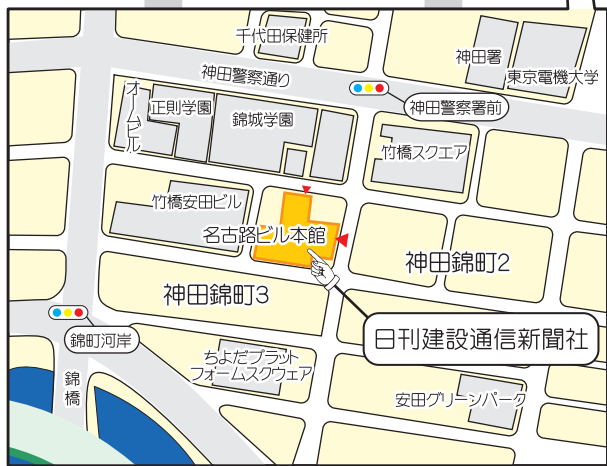 千代田保健所
神田署
東京電機大学
神田警察通り
神田警察署前
オームビル
正則学園
錦城学園
竹橋スクエア
竹橋安田ビル
名古路ビル本館
神田錦町2
神田錦町3
日刊建設通信新聞社
錦町河岸
ちよだプラット
フォームスクウェア
錦橋
安田グリーンパーク